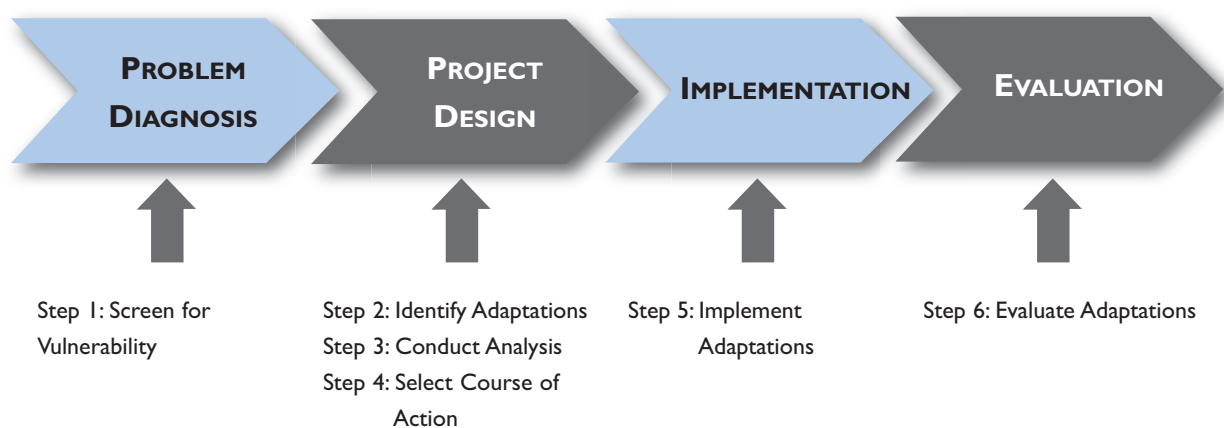 PROBLEM
DIAGNOSIS
PROJECT
DESIGN
IMPLEMENTATION
EVALUATION
Step 1: Screen for
Vulnerability
Step 2: Identify Adaptations
Step 3: Conduct Analysis
Step 4: Select Course of
Action
Step 5: Implement
Adaptations
Step 6: Evaluate Adaptations